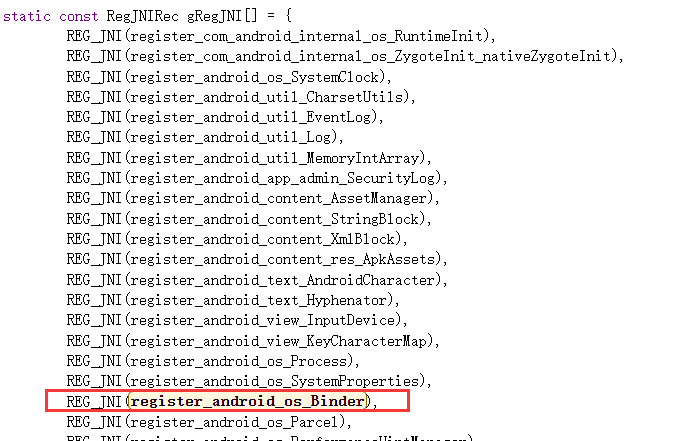 static const RegJNIRec gRegJNI[] = {
REG_JNI(register_com_android_internal_os_RuntimeInit),
REG_JNI(register_com_android_internal_os_ZygoteInit_nativeZygoteInit),
REG_JNI(register_android_os_SystemClock),
REG_JNI(register_android_util_CharsetUtils),
REG_JNI(register_android_util_EventLog),
REG_JNI(register_android_util_Log),
REG_JNI(register_android_util_MemoryIntArray),
REG_JNI(register_android_app_admin_SecurityLog),
REG_JNI(register_android_content_AssetManager),
REG_JNI(register_android_content_StringBlock),
REG_JNI(register_android_content_XmlBlock),
REG_JNI(register_android_content_res_ApkAssets),
REG_JNI(register_android_text_AndroidCharacter),
REG_JNI(register_android_text_Hyphenator),
REG_JNI(register_android_view_InputDevice),
REG_JNI(register_android_view_KeyCharacterMap),
REG_JNI(register_android_os_Process),
REG_JNI(register_android_os_SystemProperties),
REG_JNI(register_android_os_Binder),
REG_JNI(register_android_os_Parcel),
REG_JNI(register_android_os_PerformanceHintManager),